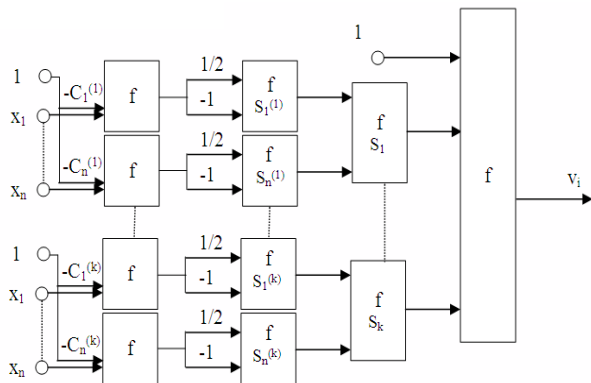 1
1 1/2 f
-C₁⁽¹⁾ f S₁⁽¹⁾
x₁ -1 f
S₁
1/2 f
-Cₙ⁽¹⁾ f Sₙ⁽¹⁾
xₙ -1
f vᵢ
1 1/2 f
-C₁⁽ᵏ⁾ f S₁⁽ᵏ⁾
x₁ -1 f
Sₖ
1/2 f
-Cₙ⁽ᵏ⁾ f Sₙ⁽ᵏ⁾
xₙ -1